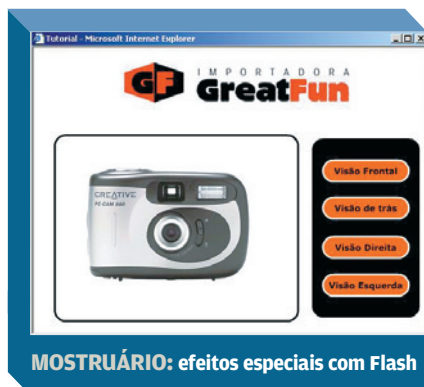 Tutorial - Microsoft Internet Explorer
GF
IMPORTADORA
GreatFun
CREATIVE
PC-CAM
Visão Frontal
Visão de trás
Visão Direita
Visão Esquerda
MOSTRUÁRIO: efeitos especiais com Flash